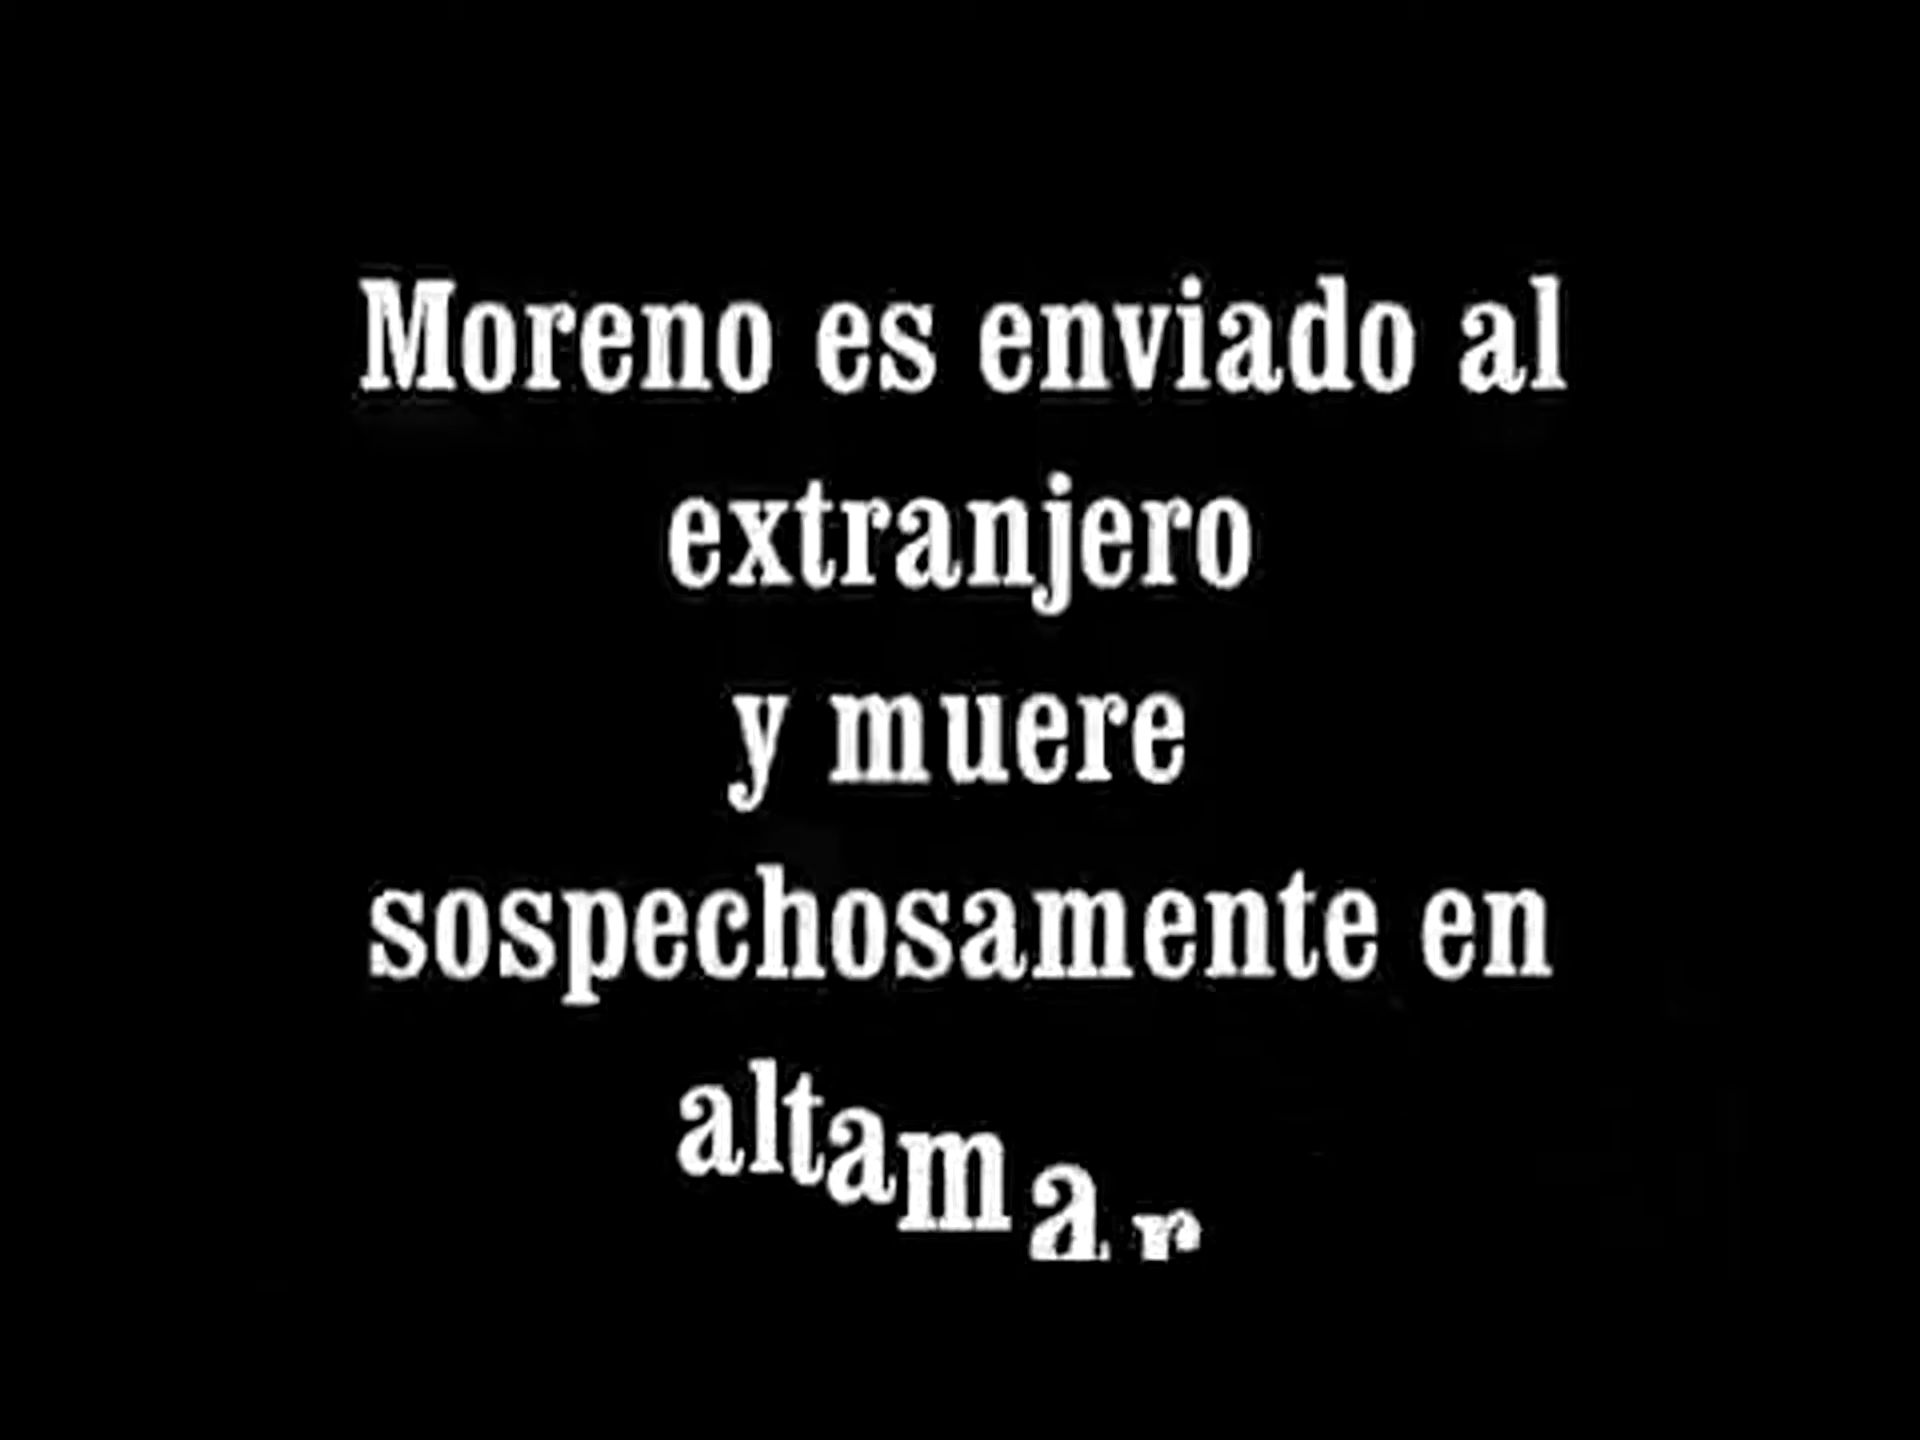 Moreno es enviado al
extranjero
y muere
sospechosamente en
altamar